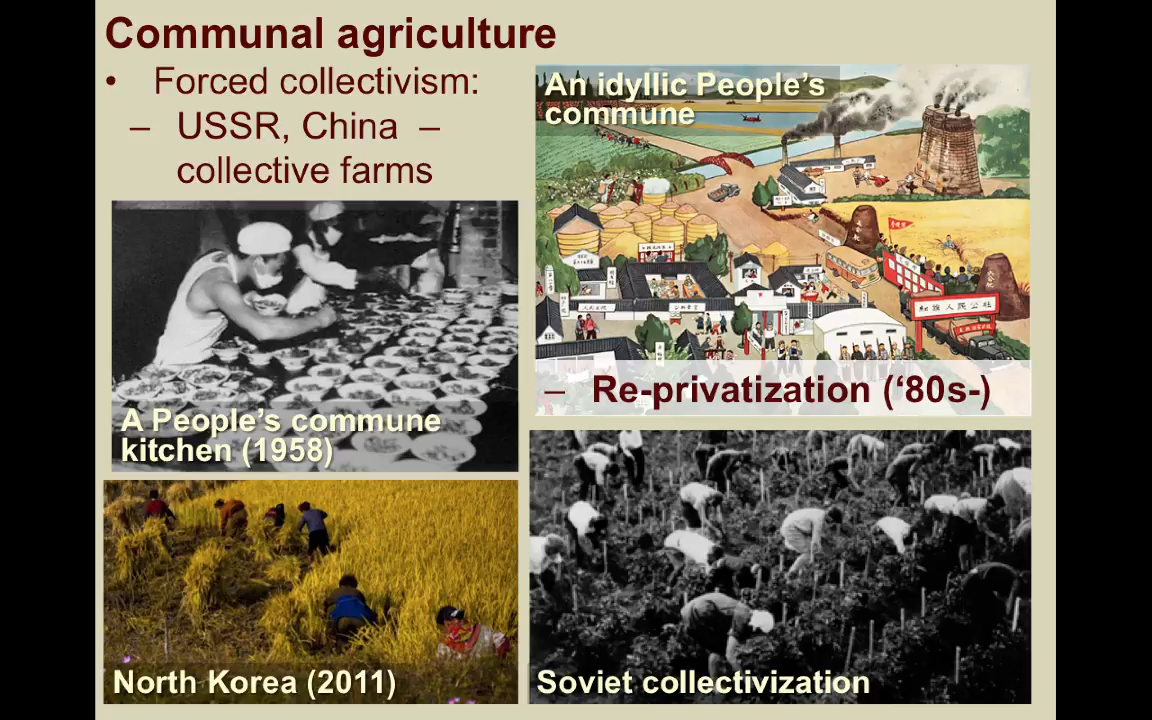 Communal agriculture
• Forced collectivism:
– USSR, China –
collective farms
An idyllic People's
commune
– Re-privatization (‘80s-)
A People's commune
kitchen (1958)
North Korea (2011)
Soviet collectivization